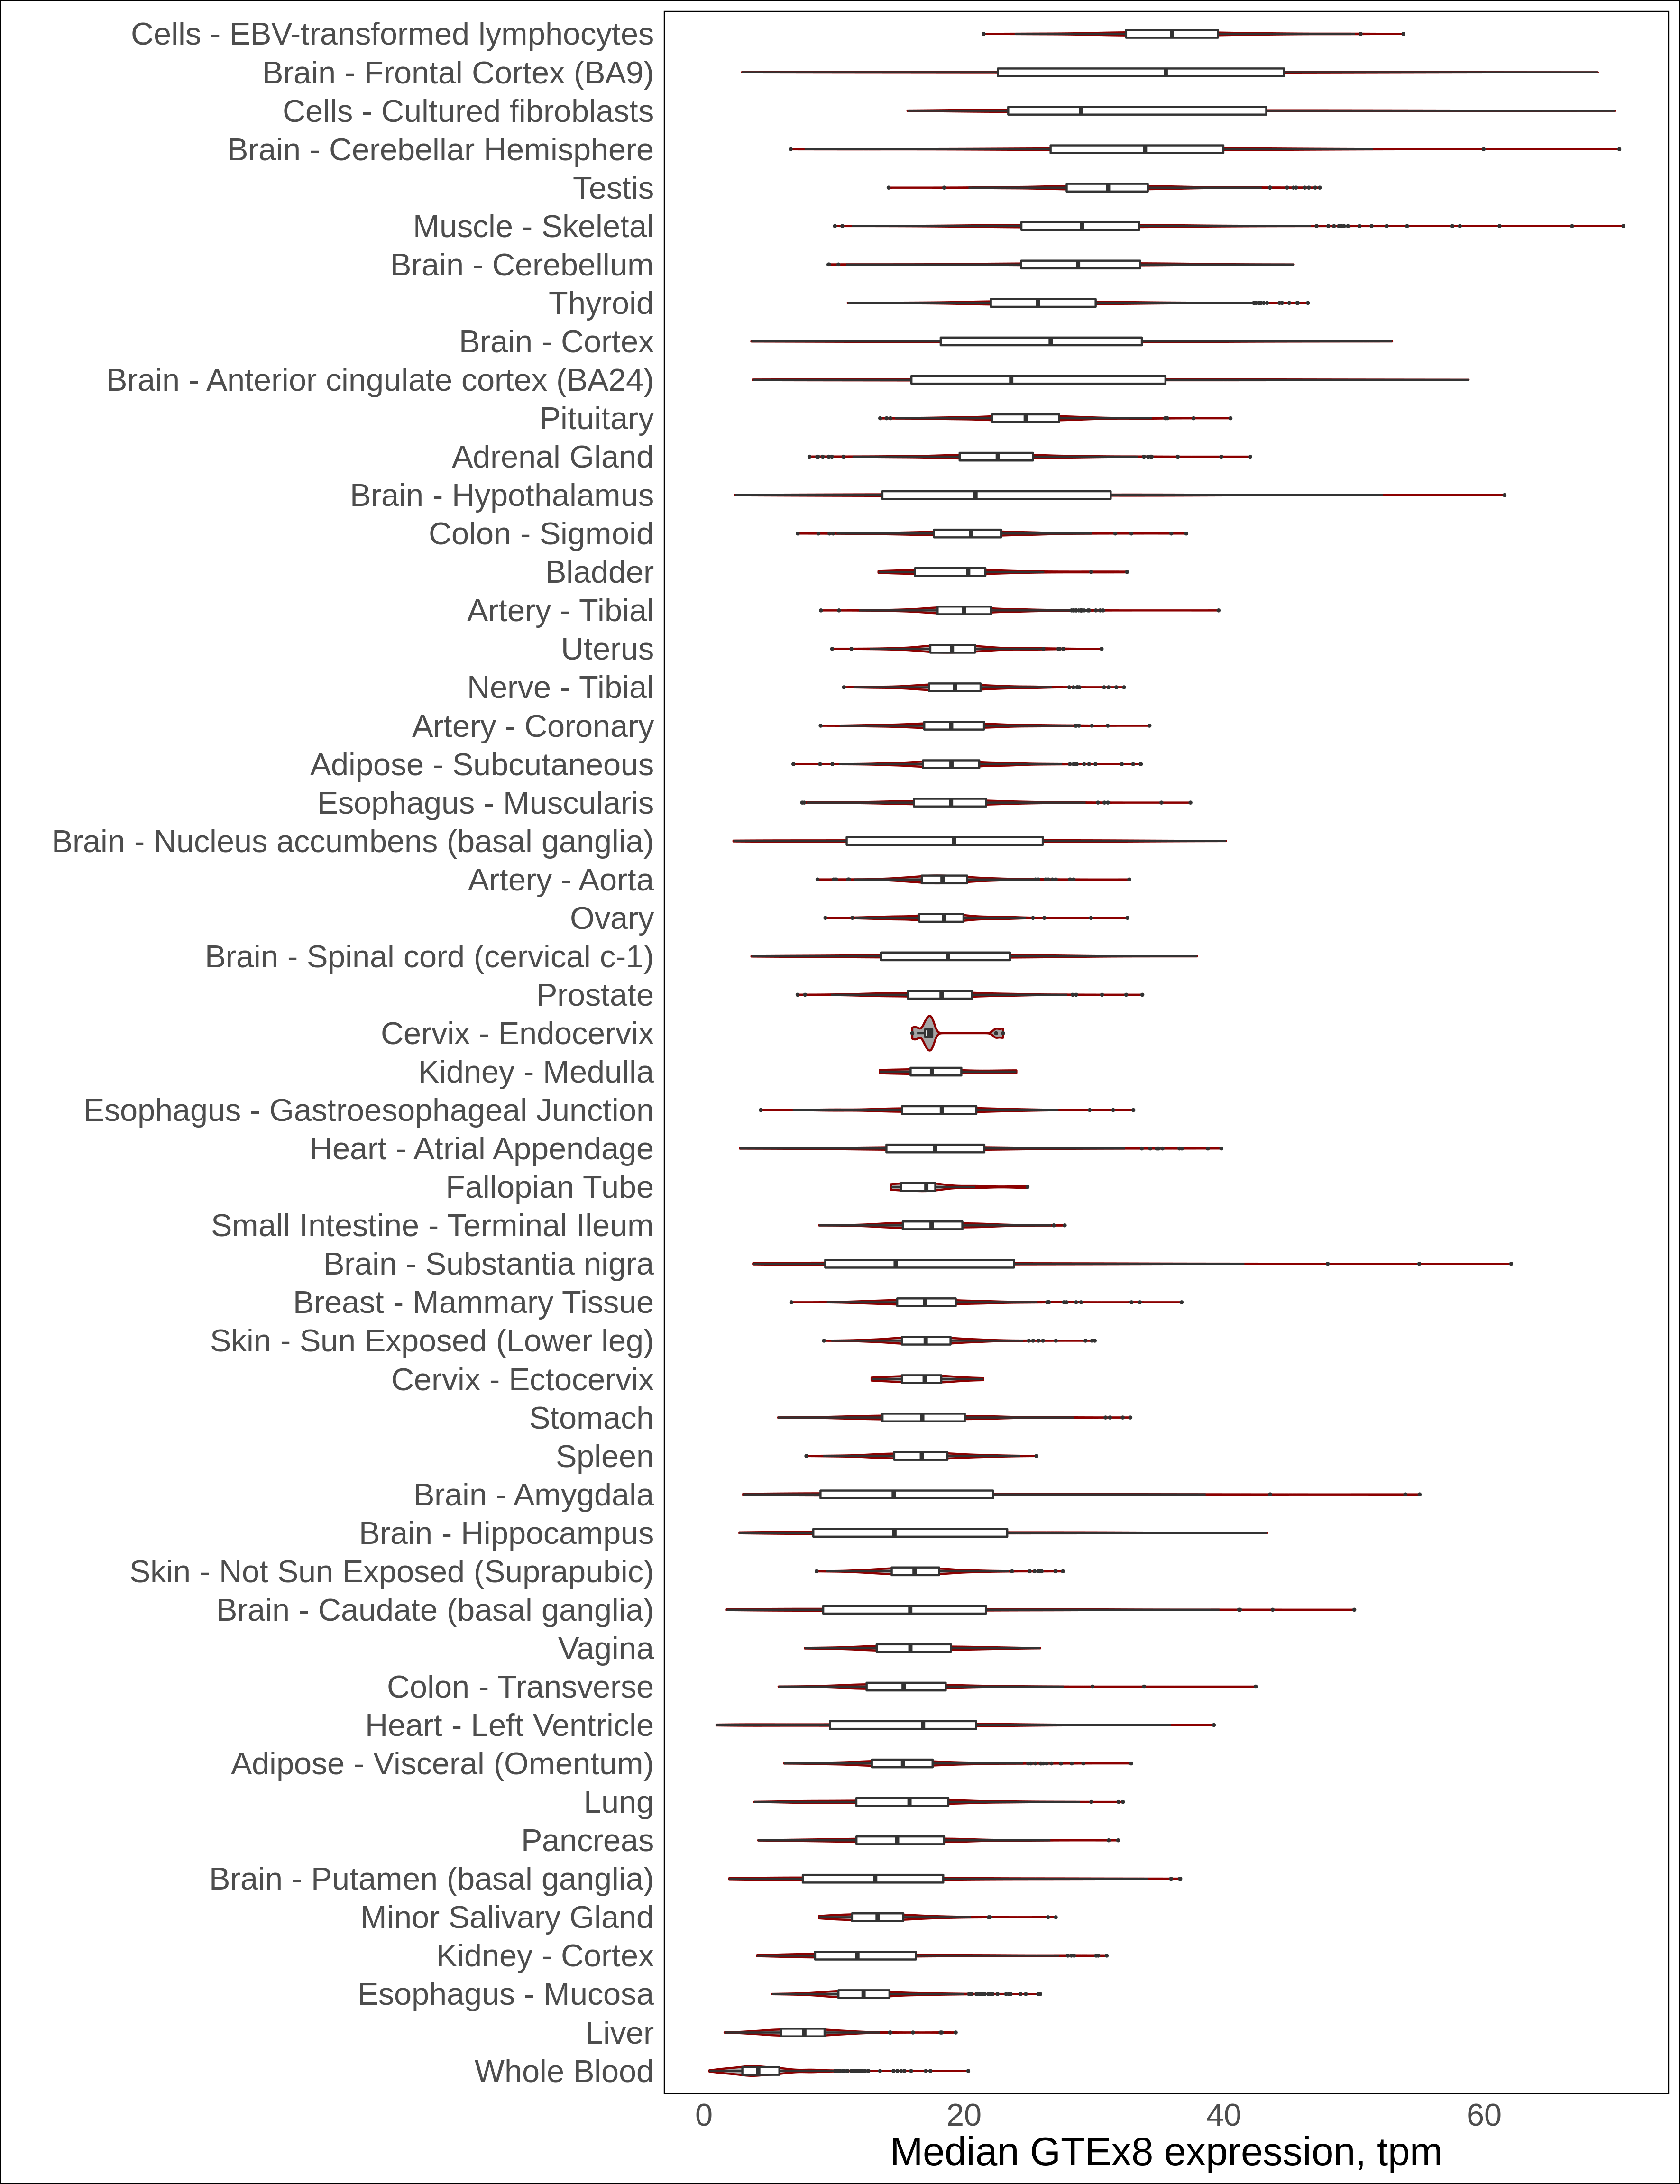 Cells - EBV-transformed lymphocytes
Brain - Frontal Cortex (BA9)
Cells - Cultured fibroblasts
Brain - Cerebellar Hemisphere
Testis
Muscle - Skeletal
Brain - Cerebellum
Thyroid
Brain - Cortex
Brain - Anterior cingulate cortex (BA24)
Pituitary
Adrenal Gland
Brain - Hypothalamus
Colon - Sigmoid
Bladder
Artery - Tibial
Uterus
Nerve - Tibial
Artery - Coronary
Adipose - Subcutaneous
Esophagus - Muscularis
Brain - Nucleus accumbens (basal ganglia)
Artery - Aorta
Ovary
Brain - Spinal cord (cervical c-1)
Prostate
Cervix - Endocervix
Kidney - Medulla
Esophagus - Gastroesophageal Junction
Heart - Atrial Appendage
Fallopian Tube
Small Intestine - Terminal Ileum
Brain - Substantia nigra
Breast - Mammary Tissue
Skin - Sun Exposed (Lower leg)
Cervix - Ectocervix
Stomach
Spleen
Brain - Amygdala
Brain - Hippocampus
Skin - Not Sun Exposed (Suprapubic)
Brain - Caudate (basal ganglia)
Vagina
Colon - Transverse
Heart - Left Ventricle
Adipose - Visceral (Omentum)
Lung
Pancreas
Brain - Putamen (basal ganglia)
Minor Salivary Gland
Kidney - Cortex
Esophagus - Mucosa
Liver
Whole Blood
0 20 40 60
Median GTEx8 expression, tpm